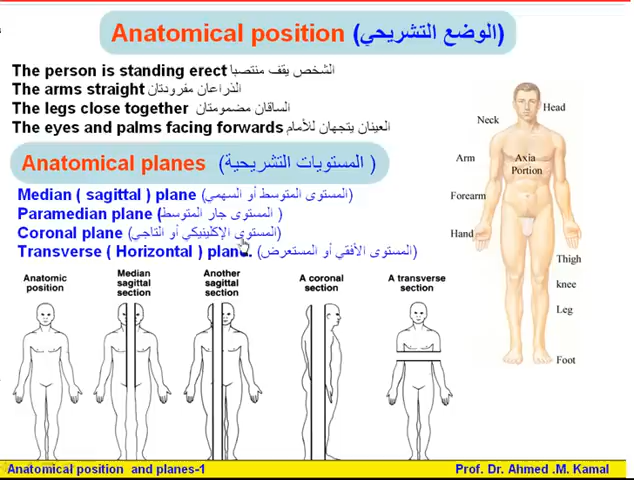 Anatomical position (الوضع التشريحي)
The person is standing erect الشخص يقف منتصبا
The arms straight الذراعان مفرودتان
The legs close together الساقان مضمومتان
The eyes and palms facing forwards العينان يتجهان للأمام
Anatomical planes (المستويات التشريحية )
Median ( sagittal ) plane (المستوى المتوسط أو السهمي)
Paramedian plane (المستوى جار المتوسط )
Coronal plane (المستوى الإكلينيكي أو التاجي)
Transverse ( Horizontal ) plane. (المستوى الأفقي أو المستعرض)
Head
Neck
Arm
Axia Portion
Forearm
Hand
Thigh
knee
Leg
Foot
Anatomic position
Median sagittal section
Another sagittal section
A coronal section
A transverse section
Anatomical position and planes-1
Prof. Dr. Ahmed .M. Kamal